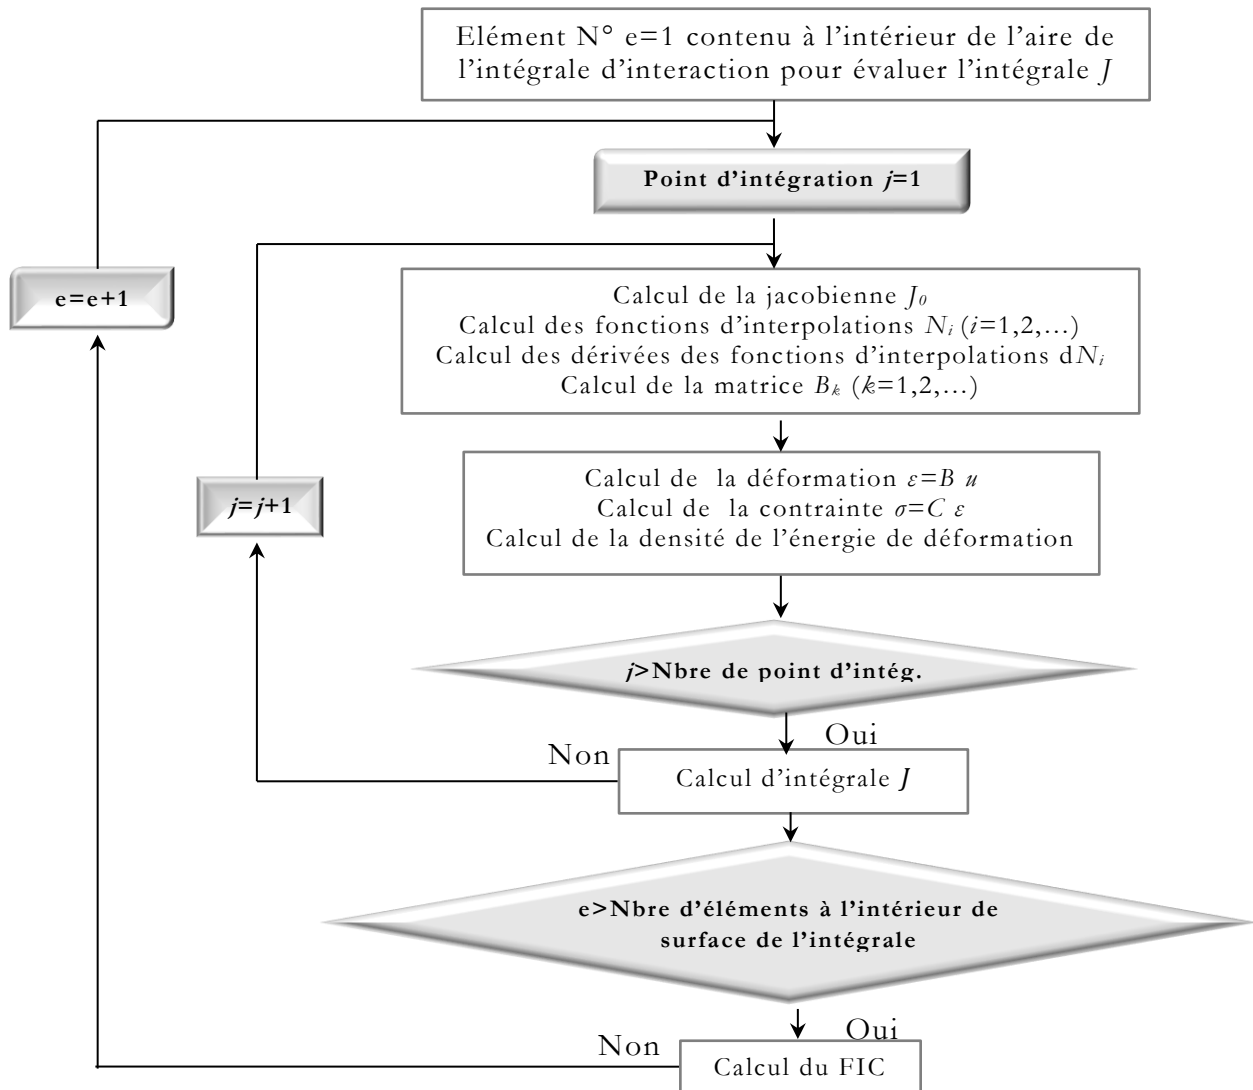 Elément N° e=1 contenu à l’intérieur de l’aire de
l’intégrale d’interaction pour évaluer l’intégrale J
Point d’intégration j=1
e=e+1
Calcul de la jacobienne J₀
Calcul des fonctions d’interpolations Nᵢ (i=1,2,…)
Calcul des dérivées des fonctions d’interpolations dNᵢ
Calcul de la matrice Bₖ (k=1,2,…)
j=j+1
Calcul de la déformation ε=B u
Calcul de la contrainte σ=C ε
Calcul de la densité de l’énergie de déformation
j>Nbre de point d’intég.
Oui
Non
Calcul d’intégrale J
e>Nbre d’éléments à l’intérieur de
surface de l’intégrale
Oui
Non
Calcul du FIC